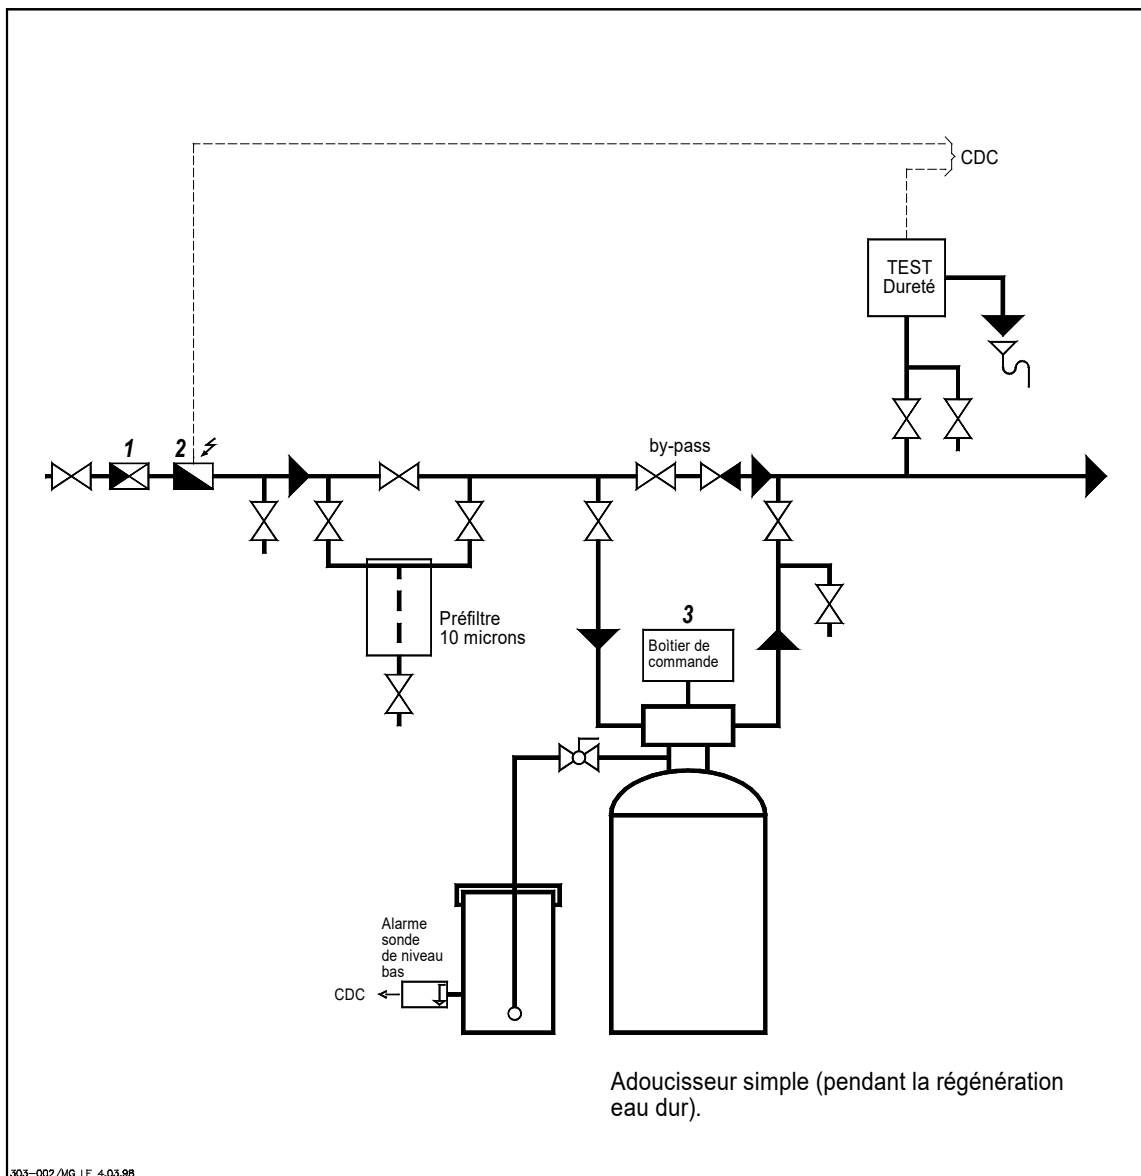 CDC
TEST
Dureté
1
2
by-pass
Préfiltre
10 microns
3
Boîtier de
commande
Alarme
sonde
de niveau
bas
CDC
Adoucisseur simple (pendant la régénération
eau dur).
303-002/MG LE 4.03.98